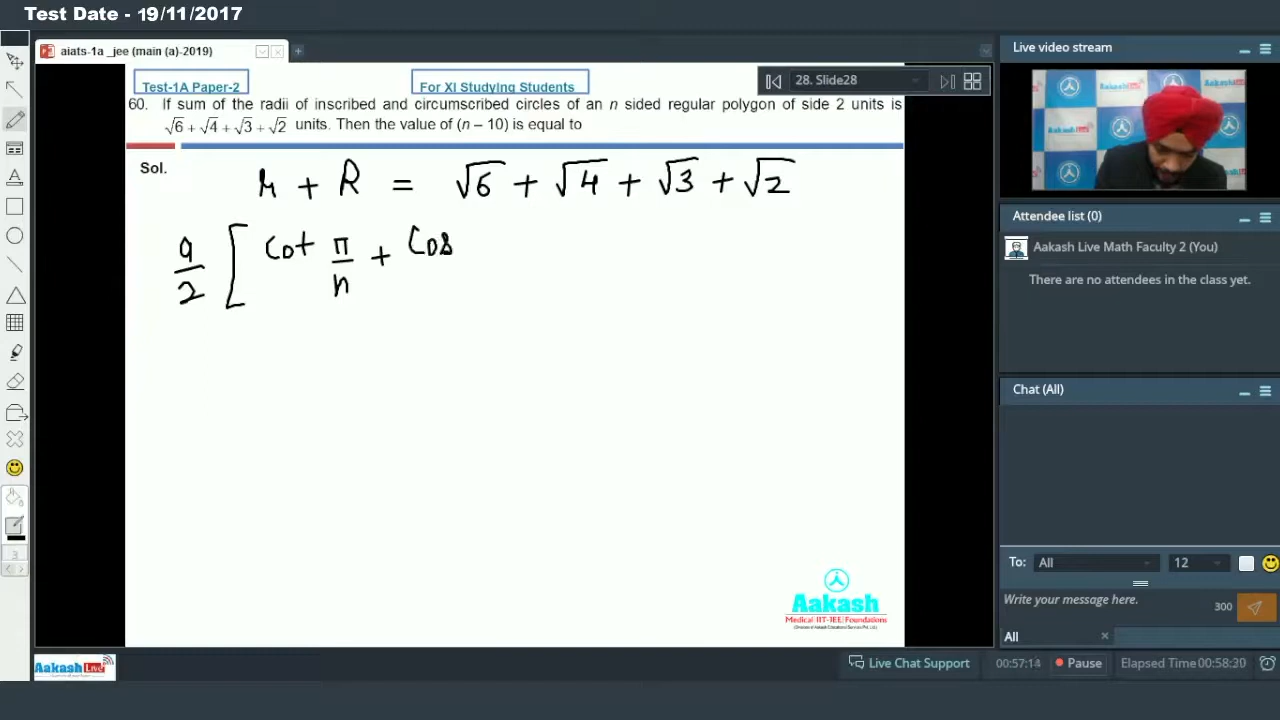 Test Date - 19/11/2017
aiats-1a _jee (main (a)-2019)
Live video stream
Test-1A Paper-2
For XI Studying Students
28. Slide28
60. If sum of the radii of inscribed and circumscribed circles of an n sided regular polygon of side 2 units is
√6 + √4 + √3 + √2 units. Then the value of (n – 10) is equal to
Sol.
r + R = √6 + √4 + √3 + √2
a/2 [ Cot π/n + Cos
Attendee list (0)
Aakash Live Math Faculty 2 (You)
There are no attendees in the class yet.
Chat (All)
To: All 12
Write your message here.
300
All
Aakash
Medical|IIT-JEE|Foundations
Aakash Live
Live Chat Support
00:57:14
Pause
Elapsed Time 00:58:30
3